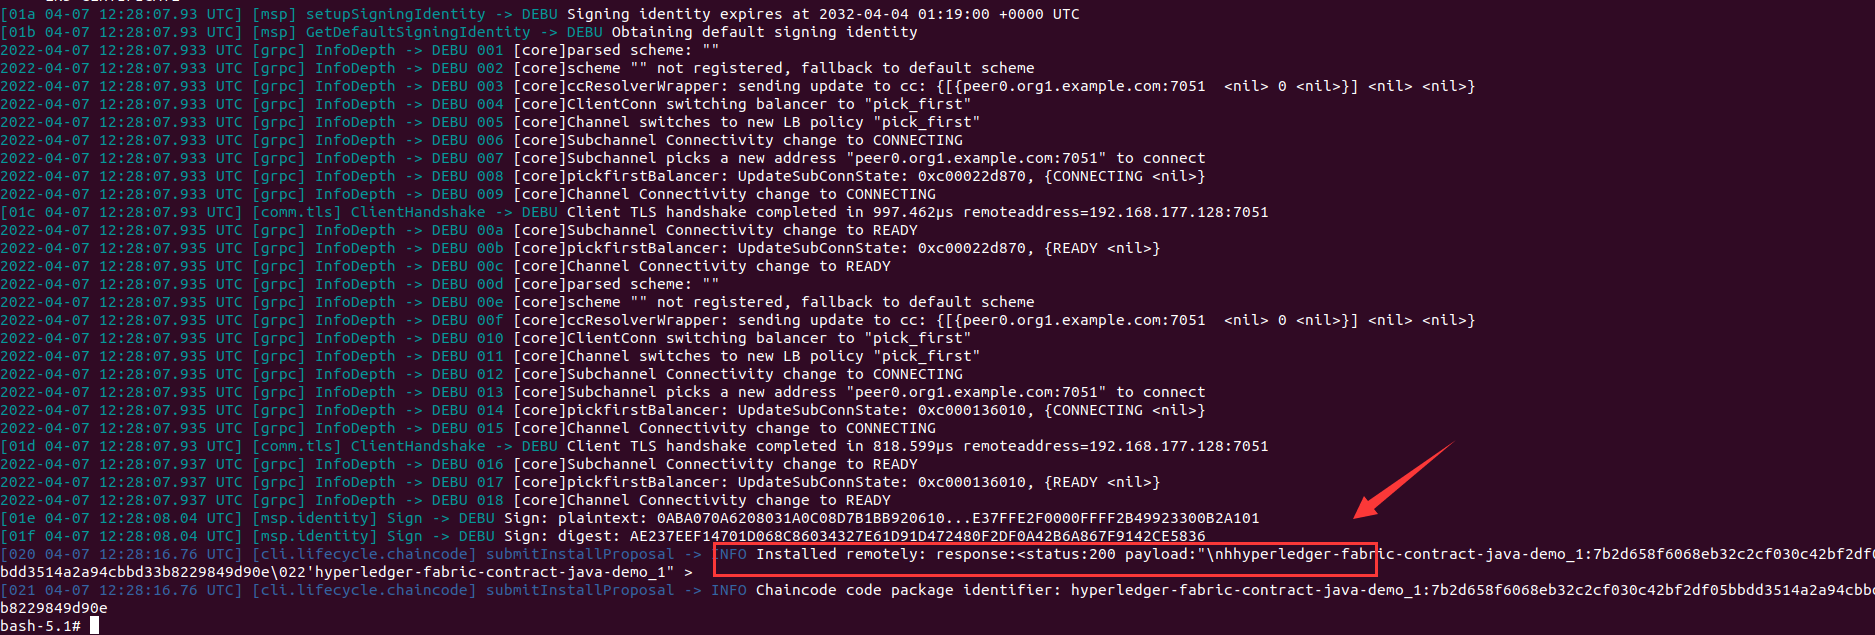 [01a 04-07 12:28:07.93 UTC] [msp] setupSigningIdentity -> DEBU Signing identity expires at 2032-04-04 01:19:00 +0000 UTC
[01b 04-07 12:28:07.93 UTC] [msp] GetDefaultSigningIdentity -> DEBU Obtaining default signing identity
2022-04-07 12:28:07.933 UTC [grpc] InfoDepth -> DEBU 001 [core]parsed scheme: ""
2022-04-07 12:28:07.933 UTC [grpc] InfoDepth -> DEBU 002 [core]scheme "" not registered, fallback to default scheme
2022-04-07 12:28:07.933 UTC [grpc] InfoDepth -> DEBU 003 [core]ccResolverWrapper: sending update to cc: {[{peer0.org1.example.com:7051  <nil> 0 <nil>}] <nil> <nil>}
2022-04-07 12:28:07.933 UTC [grpc] InfoDepth -> DEBU 004 [core]ClientConn switching balancer to "pick_first"
2022-04-07 12:28:07.933 UTC [grpc] InfoDepth -> DEBU 005 [core]Channel switches to new LB policy "pick_first"
2022-04-07 12:28:07.933 UTC [grpc] InfoDepth -> DEBU 006 [core]Subchannel Connectivity change to CONNECTING
2022-04-07 12:28:07.933 UTC [grpc] InfoDepth -> DEBU 007 [core]Subchannel picks a new address "peer0.org1.example.com:7051" to connect
2022-04-07 12:28:07.933 UTC [grpc] InfoDepth -> DEBU 008 [core]pickfirstBalancer: UpdateSubConnState: 0xc00022d870, {CONNECTING <nil>}
2022-04-07 12:28:07.933 UTC [grpc] InfoDepth -> DEBU 009 [core]Channel Connectivity change to CONNECTING
[01c 04-07 12:28:07.93 UTC] [comm.tls] ClientHandshake -> DEBU Client TLS handshake completed in 997.462µs remoteaddress=192.168.177.128:7051
2022-04-07 12:28:07.935 UTC [grpc] InfoDepth -> DEBU 00a [core]Subchannel Connectivity change to READY
2022-04-07 12:28:07.935 UTC [grpc] InfoDepth -> DEBU 00b [core]pickfirstBalancer: UpdateSubConnState: 0xc00022d870, {READY <nil>}
2022-04-07 12:28:07.935 UTC [grpc] InfoDepth -> DEBU 00c [core]Channel Connectivity change to READY
2022-04-07 12:28:07.935 UTC [grpc] InfoDepth -> DEBU 00d [core]parsed scheme: ""
2022-04-07 12:28:07.935 UTC [grpc] InfoDepth -> DEBU 00e [core]scheme "" not registered, fallback to default scheme
2022-04-07 12:28:07.935 UTC [grpc] InfoDepth -> DEBU 00f [core]ccResolverWrapper: sending update to cc: {[{peer0.org1.example.com:7051  <nil> 0 <nil>}] <nil> <nil>}
2022-04-07 12:28:07.935 UTC [grpc] InfoDepth -> DEBU 010 [core]ClientConn switching balancer to "pick_first"
2022-04-07 12:28:07.935 UTC [grpc] InfoDepth -> DEBU 011 [core]Channel switches to new LB policy "pick_first"
2022-04-07 12:28:07.935 UTC [grpc] InfoDepth -> DEBU 012 [core]Subchannel Connectivity change to CONNECTING
2022-04-07 12:28:07.935 UTC [grpc] InfoDepth -> DEBU 013 [core]Subchannel picks a new address "peer0.org1.example.com:7051" to connect
2022-04-07 12:28:07.935 UTC [grpc] InfoDepth -> DEBU 014 [core]pickfirstBalancer: UpdateSubConnState: 0xc000136010, {CONNECTING <nil>}
2022-04-07 12:28:07.935 UTC [grpc] InfoDepth -> DEBU 015 [core]Channel Connectivity change to CONNECTING
[01d 04-07 12:28:07.93 UTC] [comm.tls] ClientHandshake -> DEBU Client TLS handshake completed in 818.599µs remoteaddress=192.168.177.128:7051
2022-04-07 12:28:07.937 UTC [grpc] InfoDepth -> DEBU 016 [core]Subchannel Connectivity change to READY
2022-04-07 12:28:07.937 UTC [grpc] InfoDepth -> DEBU 017 [core]pickfirstBalancer: UpdateSubConnState: 0xc000136010, {READY <nil>}
2022-04-07 12:28:07.937 UTC [grpc] InfoDepth -> DEBU 018 [core]Channel Connectivity change to READY
[01e 04-07 12:28:08.04 UTC] [msp.identity] Sign -> DEBU Sign: plaintext: 0ABA070A6208031A0C08D7B1BB920610...E37FFE2F0000FFFF2B49923300B2A101
[01f 04-07 12:28:08.04 UTC] [msp.identity] Sign -> DEBU Sign: digest: AE237EEF14701D068C86034327E61D91D472480F2DF0A42B6A867F9142CE5836
[020 04-07 12:28:16.76 UTC] [cli.lifecycle.chaincode] submitInstallProposal -> INFO Installed remotely: response:<status:200 payload:"\nhhyperledger-fabric-contract-java-demo_1:7b2d658f6068eb32c2cf030c42bf2df0
bdd3514a2a94cbbd33b8229849d90e\022'hyperledger-fabric-contract-java-demo_1" >
[021 04-07 12:28:16.76 UTC] [cli.lifecycle.chaincode] submitInstallProposal -> INFO Chaincode code package identifier: hyperledger-fabric-contract-java-demo_1:7b2d658f6068eb32c2cf030c42bf2df05bbdd3514a2a94cbb
b8229849d90e
bash-5.1#